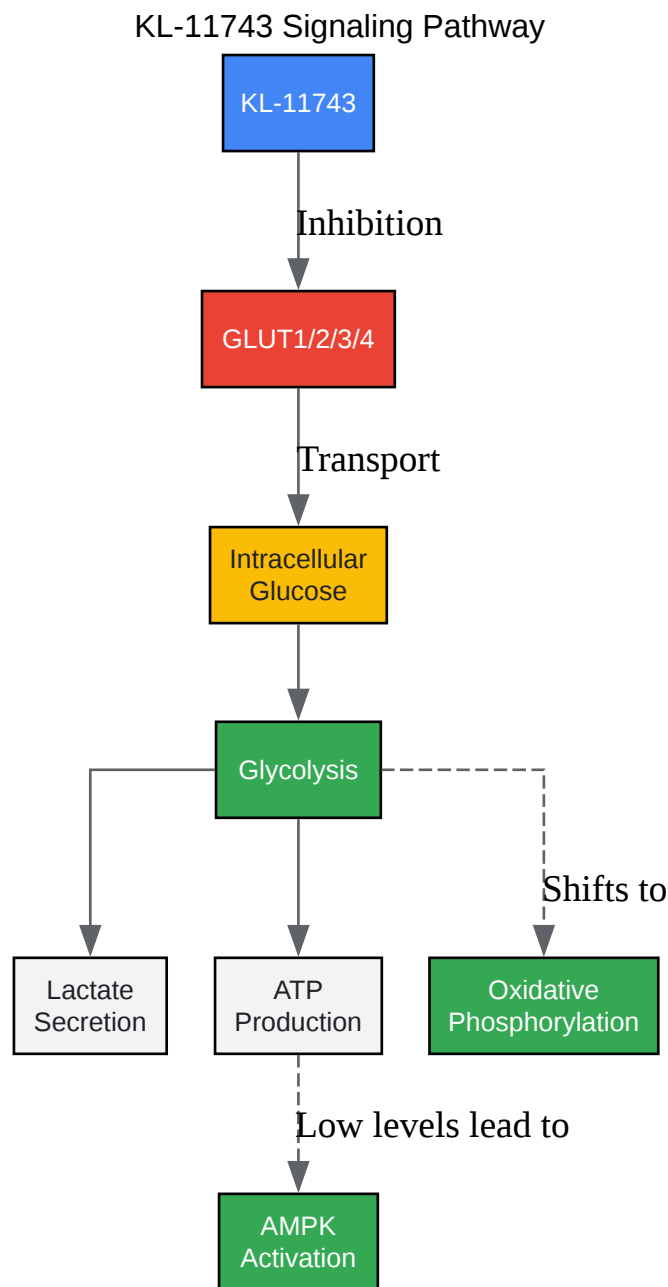 KL-11743 Signaling Pathway
KL-11743
Inhibition
GLUT1/2/3/4
Transport
Intracellular
Glucose
Glycolysis
Shifts to
Lactate
Secretion
ATP
Production
Oxidative
Phosphorylation
Low levels lead to
AMPK
Activation